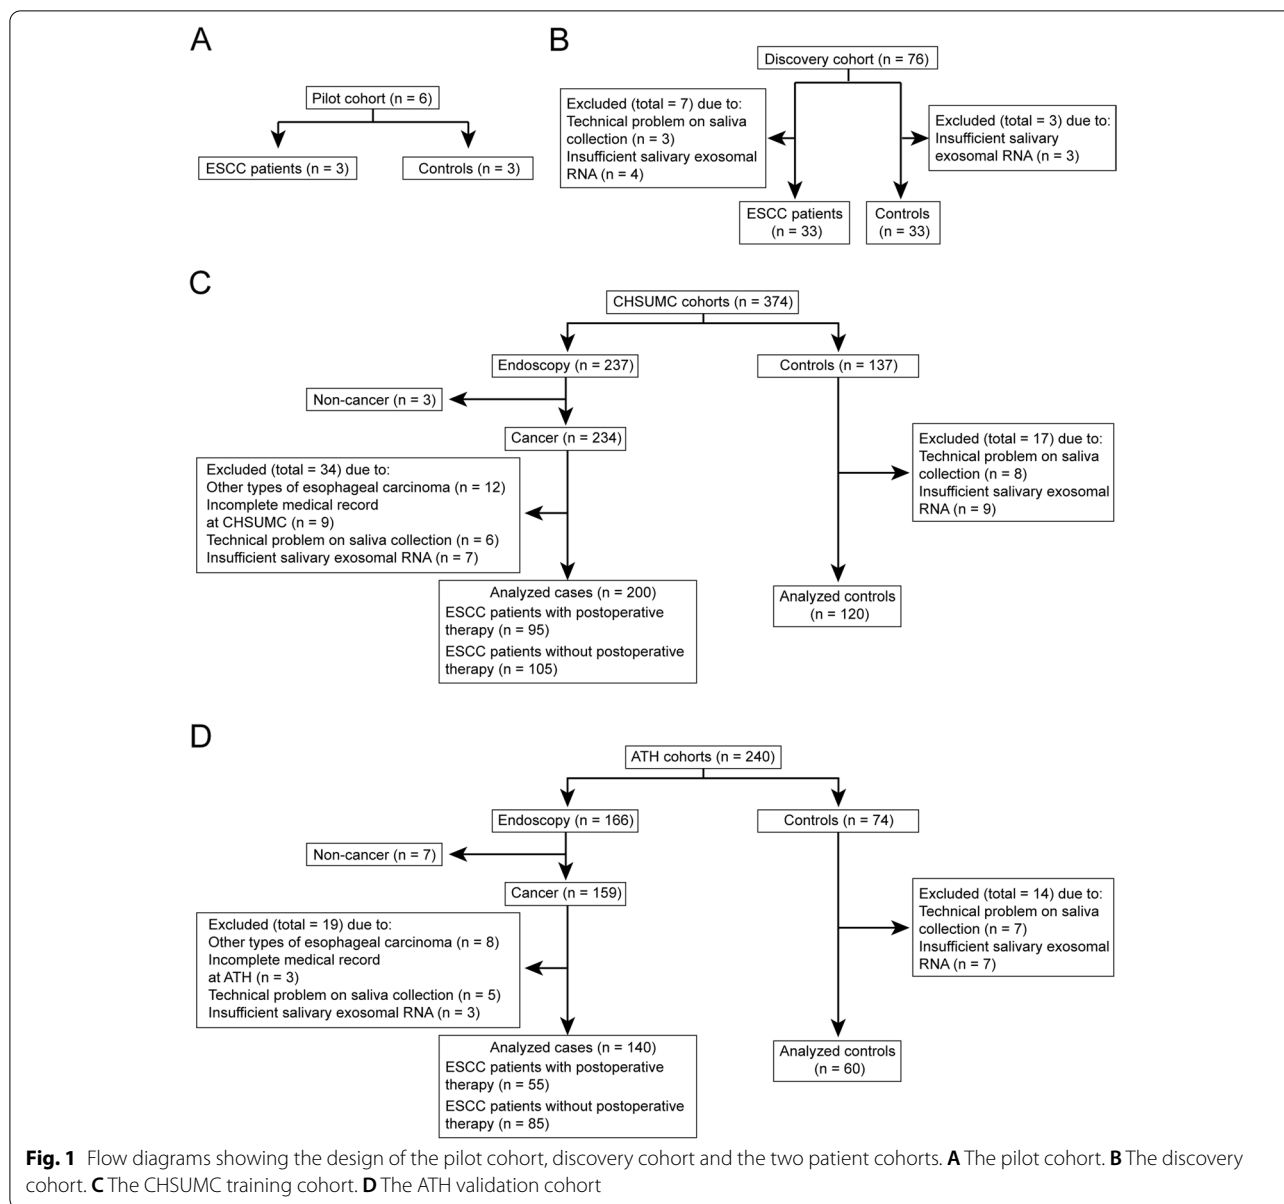 A
Pilot cohort (n = 6)
ESCC patients (n = 3)
Controls (n = 3)
B
Discovery cohort (n = 76)
Excluded (total = 7) due to:
Technical problem on saliva
collection (n = 3)
Insufficient salivary exosomal
RNA (n = 4)
Excluded (total = 3) due to:
Insufficient salivary
exosomal RNA (n = 3)
ESCC patients
(n = 33)
Controls
(n = 33)
C
CHSUMC cohorts (n = 374)
Endoscopy (n = 237)
Controls (n = 137)
Non-cancer (n = 3)
Cancer (n = 234)
Excluded (total = 34) due to:
Other types of esophageal carcinoma (n = 12)
Incomplete medical record
at CHSUMC (n = 9)
Technical problem on saliva collection (n = 6)
Insufficient salivary exosomal RNA (n = 7)
Excluded (total = 17) due to:
Technical problem on saliva
collection (n = 8)
Insufficient salivary exosomal
RNA (n = 9)
Analyzed cases (n = 200)
ESCC patients with postoperative
therapy (n = 95)
ESCC patients without postoperative
therapy (n = 105)
Analyzed controls
(n = 120)
D
ATH cohorts (n = 240)
Endoscopy (n = 166)
Controls (n = 74)
Non-cancer (n = 7)
Cancer (n = 159)
Excluded (total = 19) due to:
Other types of esophageal carcinoma (n = 8)
Incomplete medical record
at ATH (n = 3)
Technical problem on saliva collection (n = 5)
Insufficient salivary exosomal RNA (n = 3)
Excluded (total = 14) due to:
Technical problem on saliva
collection (n = 7)
Insufficient salivary exosomal
RNA (n = 7)
Analyzed cases (n = 140)
ESCC patients with postoperative
therapy (n = 55)
ESCC patients without postoperative
therapy (n = 85)
Analyzed controls
(n = 60)
Fig. 1 Flow diagrams showing the design of the pilot cohort, discovery cohort and the two patient cohorts. A The pilot cohort. B The discovery
cohort. C The CHSUMC training cohort. D The ATH validation cohort